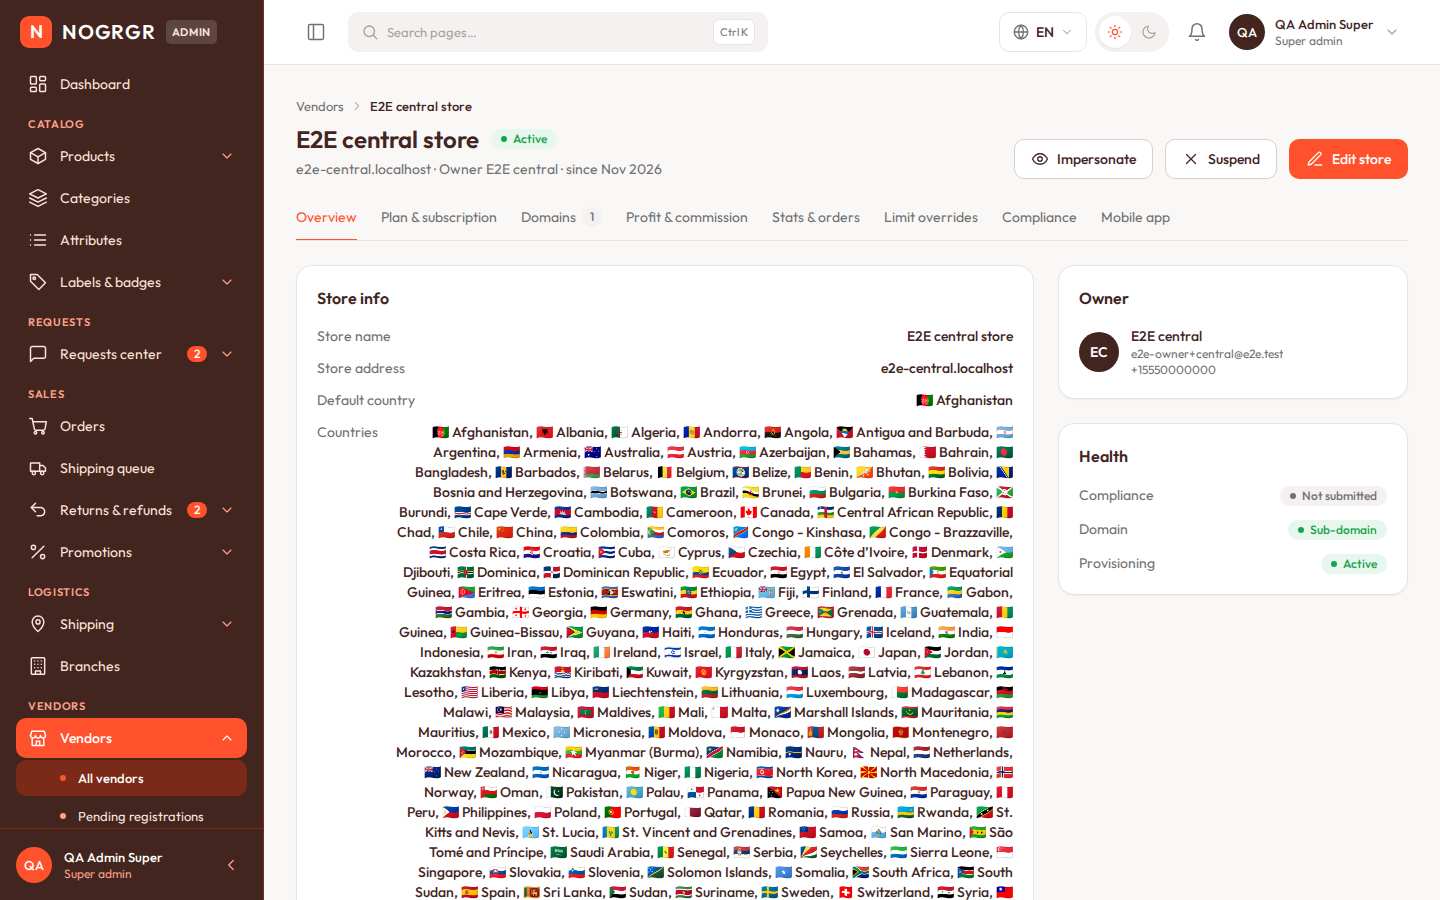 N NOGRGR ADMIN
Search pages... Ctrl K
EN
QA
QA Admin Super
Super admin
Dashboard
CATALOG
Products
Categories
Attributes
Labels & badges
REQUESTS
Requests center 2
SALES
Orders
Shipping queue
Returns & refunds 2
Promotions
LOGISTICS
Shipping
Branches
VENDORS
Vendors
All vendors
Pending registrations
QA
QA Admin Super
Super admin
Vendors > E2E central store
E2E central store Active
e2e-central.localhost · Owner E2E central · since Nov 2026
Impersonate Suspend Edit store
Overview Plan & subscription Domains 1 Profit & commission Stats & orders Limit overrides Compliance Mobile app
Store info
Store name E2E central store
Store address e2e-central.localhost
Default country 🇦🇫 Afghanistan
Countries 🇦🇫 Afghanistan, 🇦🇱 Albania, 🇩🇿 Algeria, 🇦🇩 Andorra, 🇦🇴 Angola, 🇦🇬 Antigua and Barbuda, 🇦🇷
Argentina, 🇦🇲 Armenia, 🇦🇺 Australia, 🇦🇹 Austria, 🇦🇿 Azerbaijan, 🇧🇸 Bahamas, 🇧🇭 Bahrain, 🇧🇩
Bangladesh, 🇧🇧 Barbados, 🇧🇾 Belarus, 🇧🇪 Belgium, 🇧🇿 Belize, 🇧🇯 Benin, 🇧🇹 Bhutan, 🇧🇴 Bolivia, 🇧🇦
Bosnia and Herzegovina, 🇧🇼 Botswana, 🇧🇷 Brazil, 🇧🇳 Brunei, 🇧🇬 Bulgaria, 🇧🇫 Burkina Faso, 🇧🇮
Burundi, 🇨🇻 Cape Verde, 🇰🇭 Cambodia, 🇨🇲 Cameroon, 🇨🇦 Canada, 🇨🇫 Central African Republic, 🇹🇩
Chad, 🇨🇱 Chile, 🇨🇳 China, 🇨🇴 Colombia, 🇰🇲 Comoros, 🇨🇩 Congo - Kinshasa, 🇨🇬 Congo - Brazzaville,
🇨🇷 Costa Rica, 🇭🇷 Croatia, 🇨🇺 Cuba, 🇨🇾 Cyprus, 🇨🇿 Czechia, 🇨🇮 Côte d'Ivoire, 🇩🇰 Denmark, 🇩🇯
Djibouti, 🇩🇲 Dominica, 🇩🇴 Dominican Republic, 🇪🇨 Ecuador, 🇪🇬 Egypt, 🇸🇻 El Salvador, 🇬🇶 Equatorial
Guinea, 🇪🇷 Eritrea, 🇪🇪 Estonia, 🇸🇿 Eswatini, 🇪🇹 Ethiopia, 🇫🇯 Fiji, 🇫🇮 Finland, 🇫🇷 France, 🇬🇦 Gabon,
🇬🇲 Gambia, 🇬🇪 Georgia, 🇩🇪 Germany, 🇬🇭 Ghana, 🇬🇷 Greece, 🇬🇩 Grenada, 🇬🇹 Guatemala, 🇬🇳
Guinea, 🇬🇼 Guinea-Bissau, 🇬🇾 Guyana, 🇭🇹 Haiti, 🇭🇳 Honduras, 🇭🇺 Hungary, 🇮🇸 Iceland, 🇮🇳 India, 🇮🇩
Indonesia, 🇮🇷 Iran, 🇮🇶 Iraq, 🇮🇪 Ireland, 🇮🇱 Israel, 🇮🇹 Italy, 🇯🇲 Jamaica, 🇯🇵 Japan, 🇯🇴 Jordan, 🇰🇿
Kazakhstan, 🇰🇪 Kenya, 🇰🇮 Kiribati, 🇰🇼 Kuwait, 🇰🇬 Kyrgyzstan, 🇱🇦 Laos, 🇱🇻 Latvia, 🇱🇧 Lebanon, 🇱🇸
Lesotho, 🇱🇷 Liberia, 🇱🇾 Libya, 🇱🇮 Liechtenstein, 🇱🇹 Lithuania, 🇱🇺 Luxembourg, 🇲🇬 Madagascar, 🇲🇼
Malawi, 🇲🇾 Malaysia, 🇲🇻 Maldives, 🇲🇱 Mali, 🇲🇹 Malta, 🇲🇭 Marshall Islands, 🇲🇷 Mauritania, 🇲🇺
Mauritius, 🇲🇽 Mexico, 🇫🇲 Micronesia, 🇲🇩 Moldova, 🇲🇨 Monaco, 🇲🇳 Mongolia, 🇲🇪 Montenegro, 🇲🇦
Morocco, 🇲🇿 Mozambique, 🇲🇲 Myanmar (Burma), 🇳🇦 Namibia, 🇳🇷 Nauru, 🇳🇵 Nepal, 🇳🇱 Netherlands,
🇳🇿 New Zealand, 🇳🇮 Nicaragua, 🇳🇪 Niger, 🇳🇬 Nigeria, 🇰🇵 North Korea, 🇲🇰 North Macedonia, 🇳🇴
Norway, 🇴🇲 Oman, 🇵🇰 Pakistan, 🇵🇼 Palau, 🇵🇦 Panama, 🇵🇬 Papua New Guinea, 🇵🇾 Paraguay, 🇵🇪
Peru, 🇵🇭 Philippines, 🇵🇱 Poland, 🇵🇹 Portugal, 🇶🇦 Qatar, 🇷🇴 Romania, 🇷🇺 Russia, 🇷🇼 Rwanda, 🇰🇳 St.
Kitts and Nevis, 🇱🇨 St. Lucia, 🇻🇨 St. Vincent and Grenadines, 🇼🇸 Samoa, 🇸🇲 San Marino, 🇸🇹 São
Tomé and Príncipe, 🇸🇦 Saudi Arabia, 🇸🇳 Senegal, 🇷🇸 Serbia, 🇸🇨 Seychelles, 🇸🇱 Sierra Leone, 🇸🇬
Singapore, 🇸🇰 Slovakia, 🇸🇮 Slovenia, 🇸🇧 Solomon Islands, 🇸🇴 Somalia, 🇿🇦 South Africa, 🇸🇸 South
Sudan, 🇪🇸 Spain, 🇱🇰 Sri Lanka, 🇸🇩 Sudan, 🇸🇷 Suriname, 🇸🇪 Sweden, 🇨🇭 Switzerland, 🇸🇾 Syria, 🇹🇼
Owner
EC
E2E central
e2e-owner+central@e2e.test
+15550000000
Health
Compliance Not submitted
Domain Sub-domain
Provisioning Active